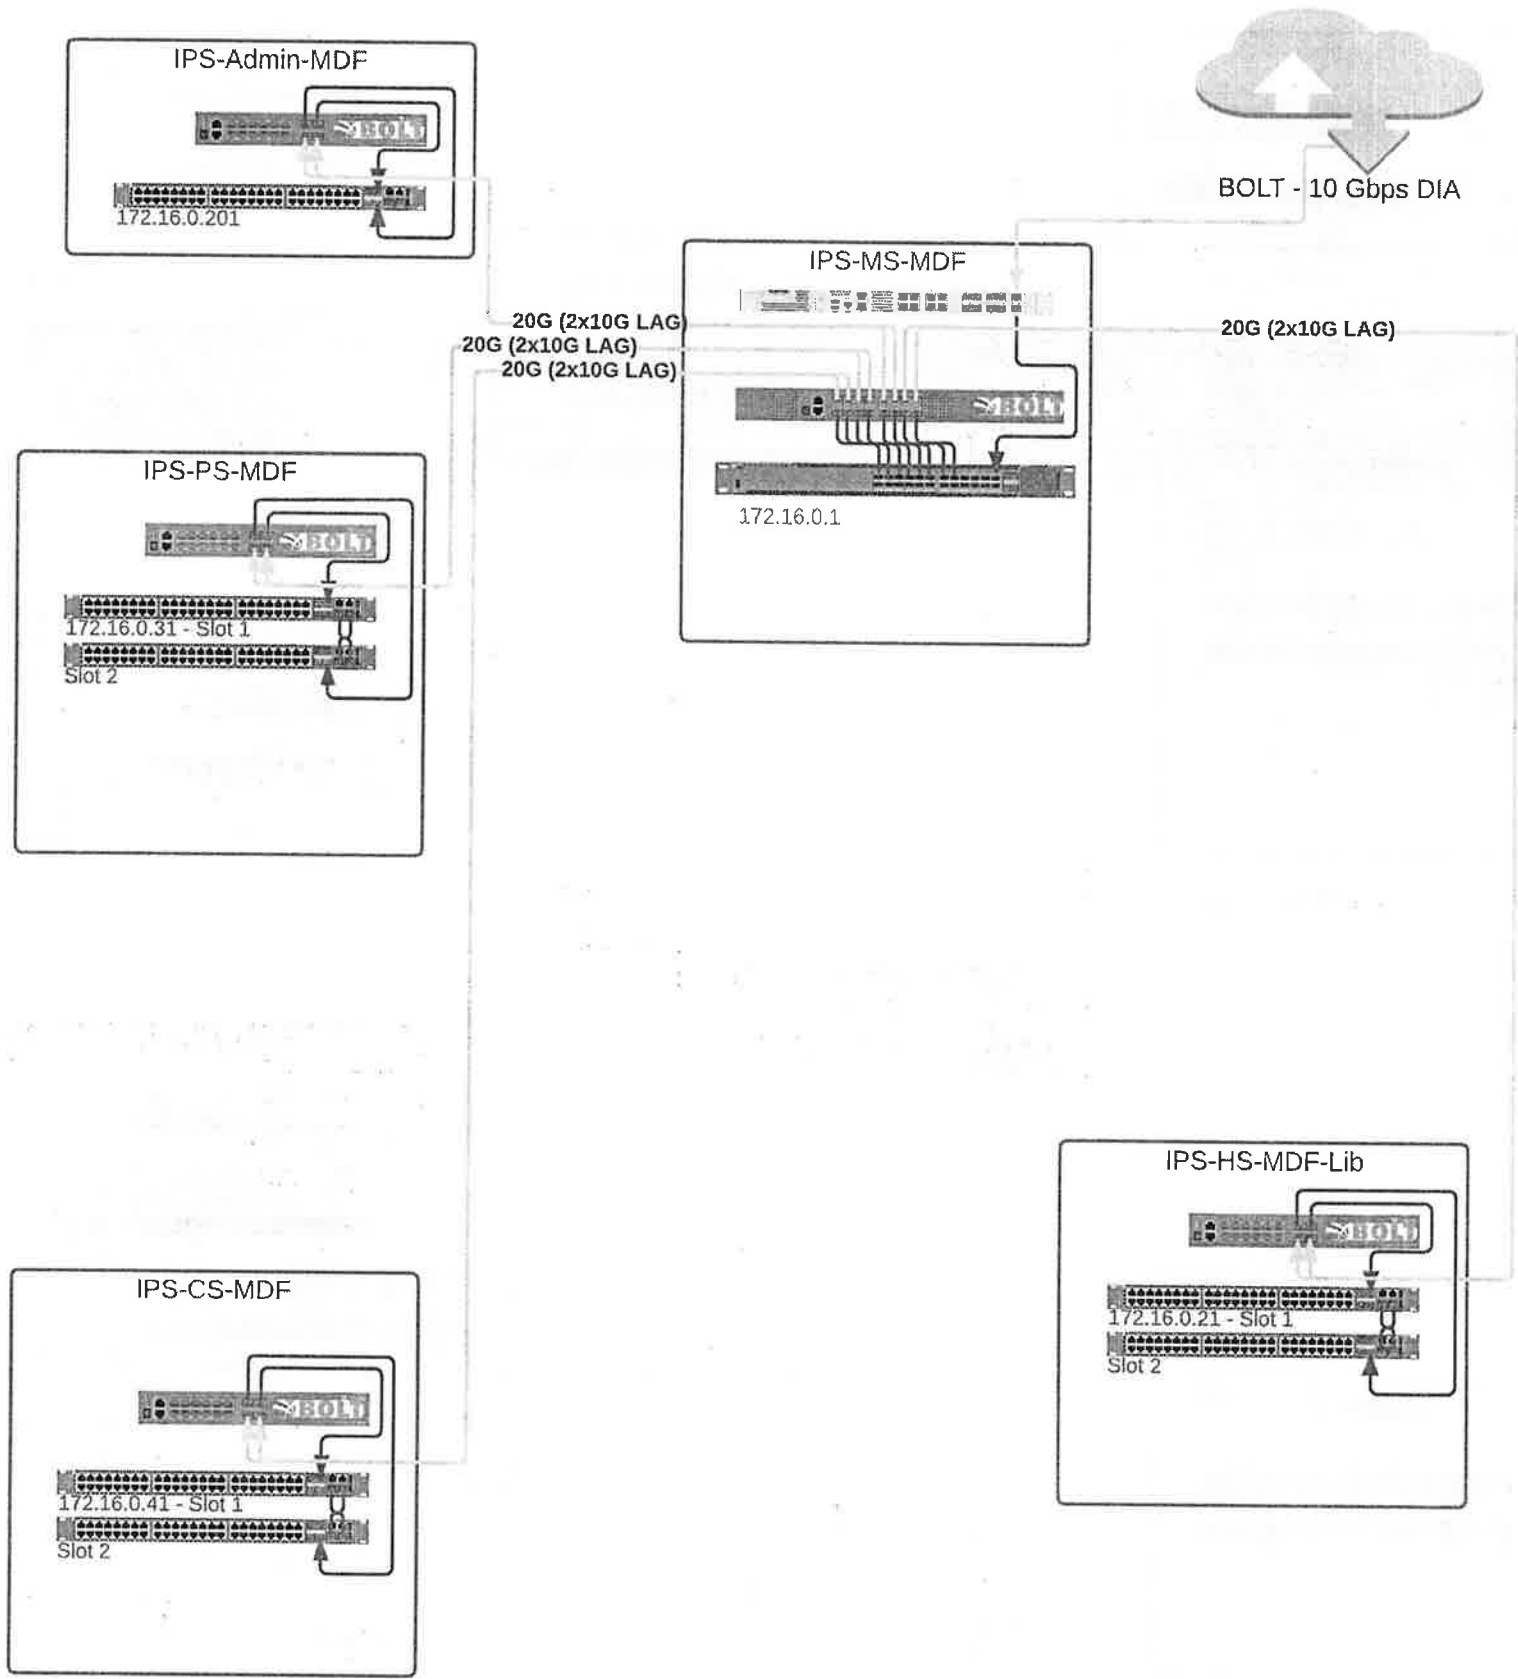 IPS-Admin-MDF
BOLT
172.16.0.201
BOLT - 10 Gbps DIA
IPS-MS-MDF
20G (2x10G LAG)
20G (2x10G LAG)
20G (2x10G LAG)
20G (2x10G LAG)
BOLT
172.16.0.1
IPS-PS-MDF
BOLT
172.16.0.31 - Slot 1
Slot 2
IPS-HS-MDF-Lib
BOLT
172.16.0.21 - Slot 1
Slot 2
IPS-CS-MDF
BOLT
172.16.0.41 - Slot 1
Slot 2